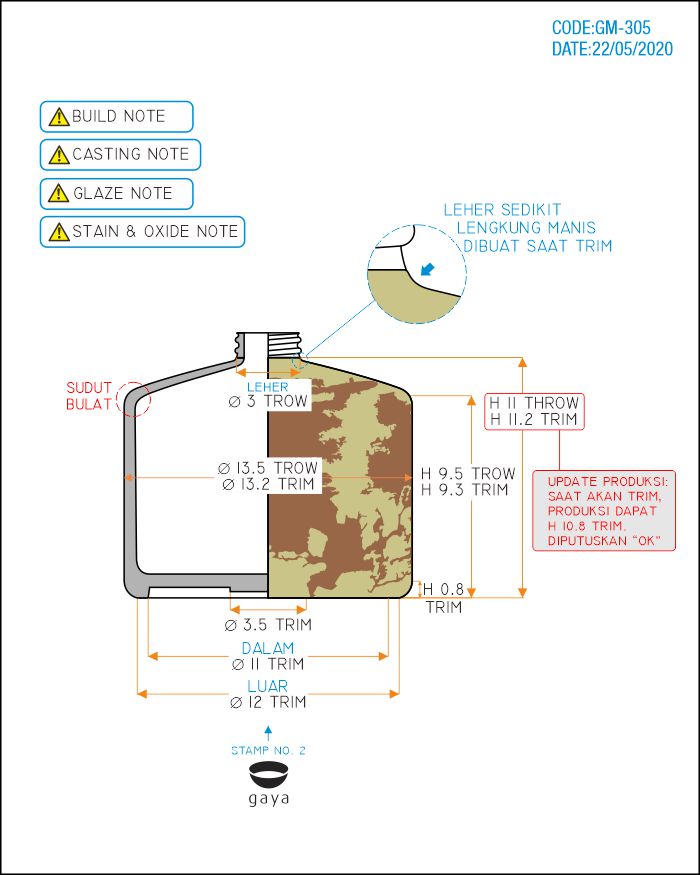 CODE:GM-305
DATE:22/05/2020
BUILD NOTE
CASTING NOTE
GLAZE NOTE
STAIN & OXIDE NOTE
LEHER SEDIKIT
LENGKUNG MANIS
DIBUAT SAAT TRIM
SUDUT
BULAT
LEHER
Ø 3 TROW
H 11 THROW
H 11.2 TRIM
Ø 13.5 TROW
Ø 13.2 TRIM
H 9.5 TROW
H 9.3 TRIM
UPDATE PRODUKSI:
SAAT AKAN TRIM,
PRODUKSI DAPAT
H 10.8 TRIM.
DIPUTUSKAN “OK”
H 0.8
TRIM
Ø 3.5 TRIM
DALAM
Ø 11 TRIM
LUAR
Ø 12 TRIM
STAMP NO. 2
gaya